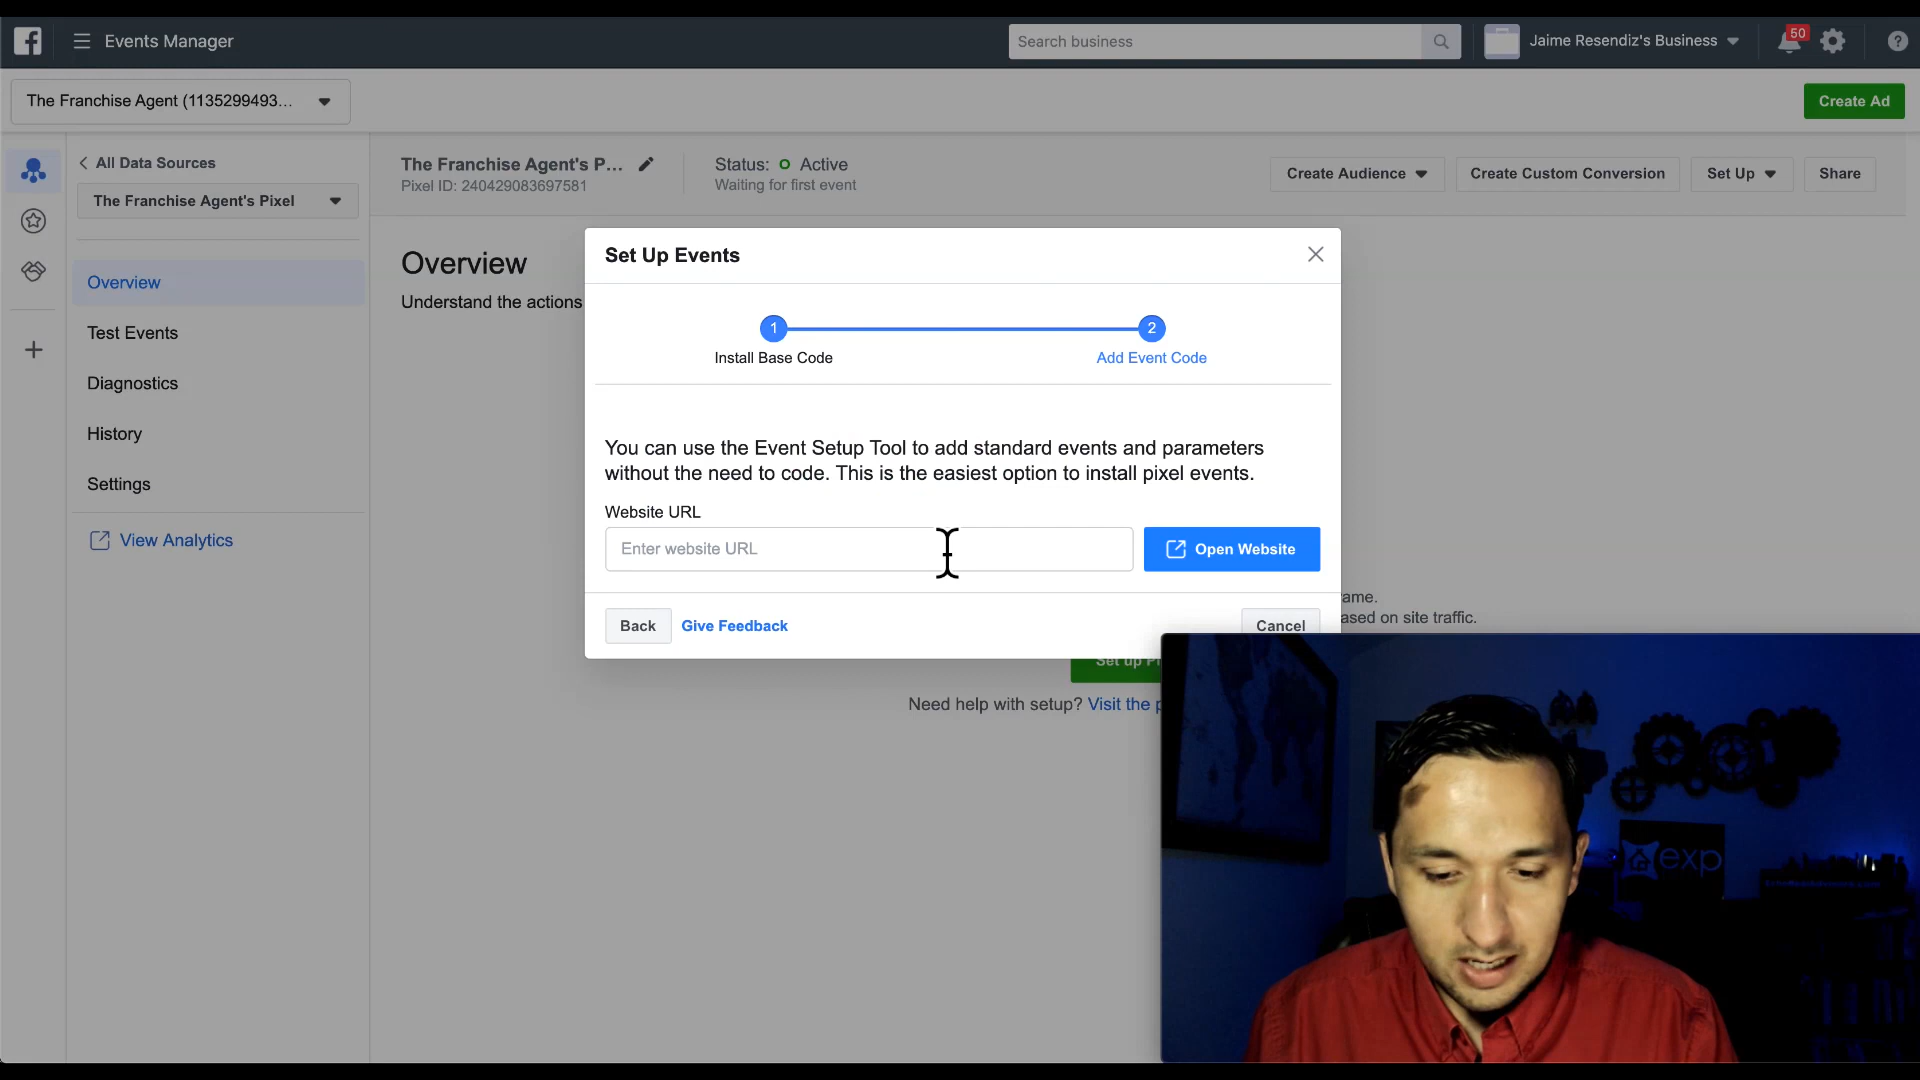 Events Manager
Search business
Jaime Resendiz's Business
50
?
The Franchise Agent (1135299493...
Create Ad
All Data Sources
The Franchise Agent's Pixel
Overview
Test Events
Diagnostics
History
Settings
View Analytics
The Franchise Agent's P...
Pixel ID: 240429083697581
Status: Active
Waiting for first event
Create Audience
Create Custom Conversion
Set Up
Share
Overview
Understand the actions
Set Up Events
1
2
Install Base Code
Add Event Code
You can use the Event Setup Tool to add standard events and parameters
without the need to code. This is the easiest option to install pixel events.
Website URL
Enter website URL
Open Website
Back
Give Feedback
Cancel
ame.
ased on site traffic.
Set up
Need help with setup? Visit the
exp